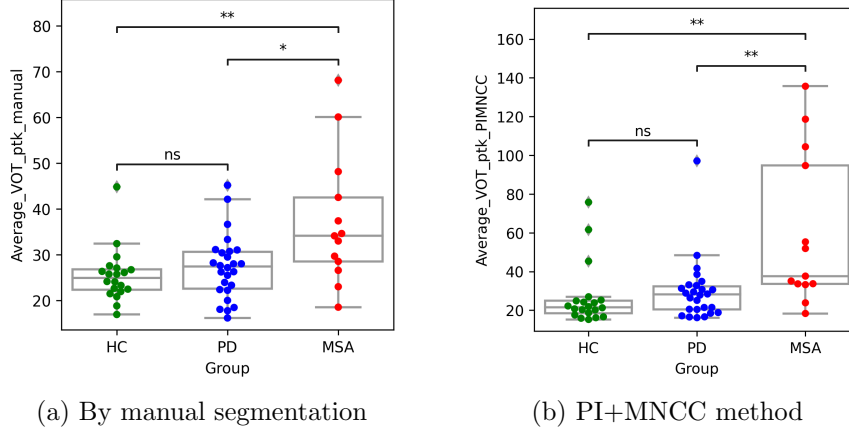 **
*
ns
80
70
60
50
40
30
20
Average_VOT_ptk_manual
HC
PD
MSA
Group
(a) By manual segmentation
**
**
ns
160
140
120
100
80
60
40
20
Average_VOT_ptk_PIMNCC
HC
PD
MSA
Group
(b) PI+MNCC method